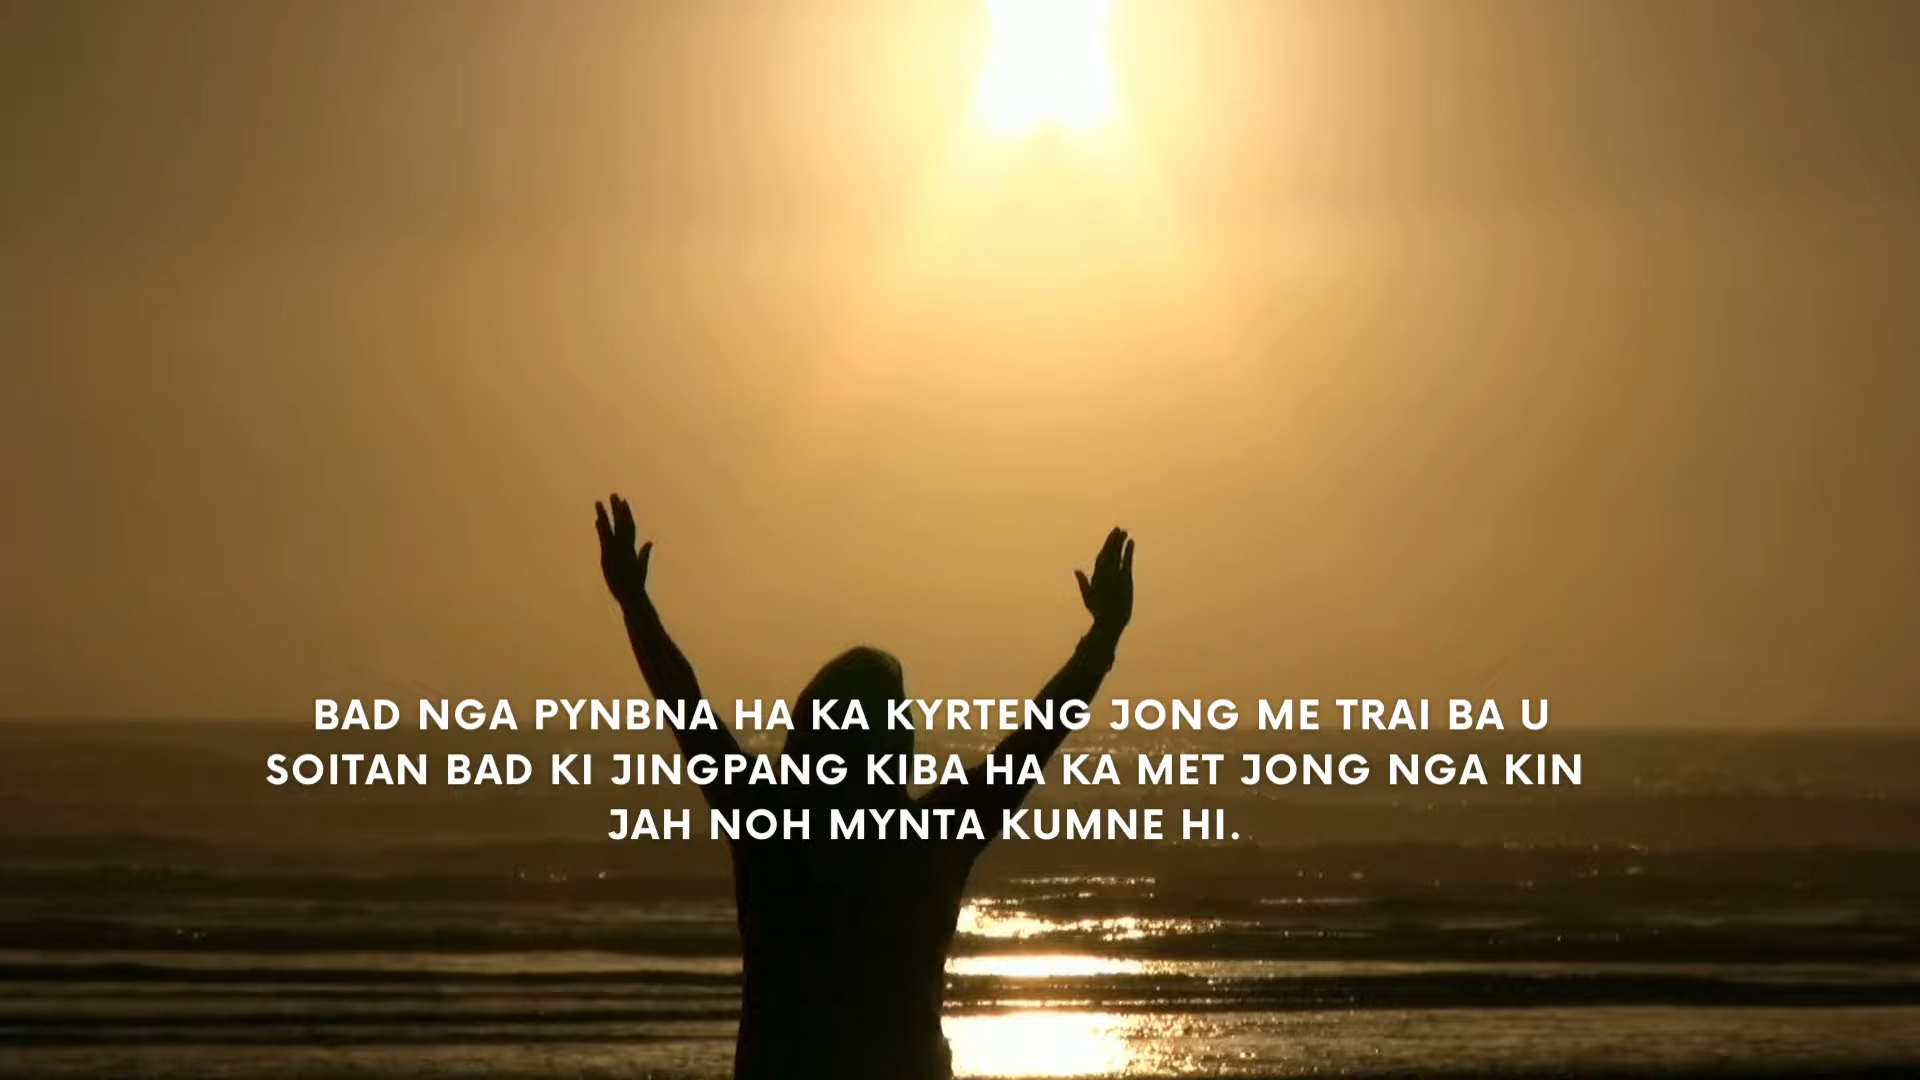 BAD NGA PYNBNA HA KA KYRTENG JONG ME TRAI BA U
SOITAN BAD KI JINGPANG KIBA HA KA MET JONG NGA KIN
JAH NOH MYNTA KUMNE HI.